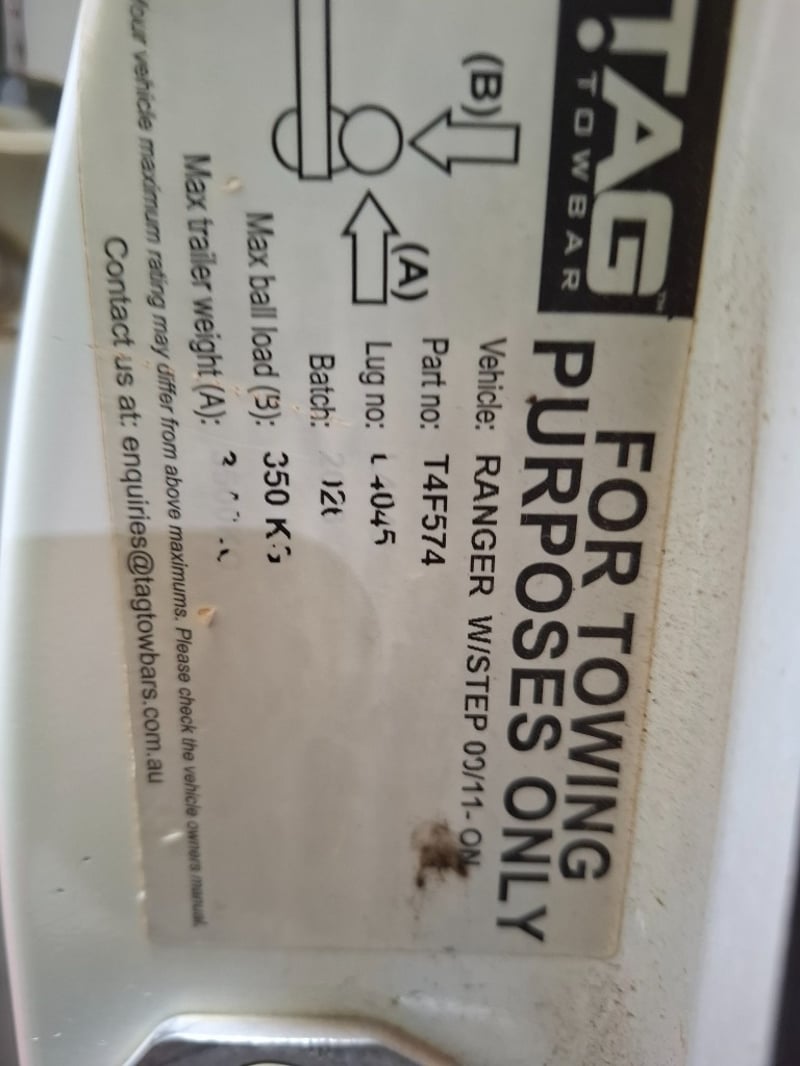 TAG™
TOWBAR
FOR TOWING
PURPOSES ONLY
(B)
(A)
Vehicle: RANGER W/STEP 09/11- ON
Part no: T4F574
Lug no:
Batch:
Max ball load (B): 350 KG
Max trailer weight (A):
Your vehicle maximum rating may differ from above maximums. Please check the vehicle owners manual.
Contact us at: enquiries@tagtowbars.com.au